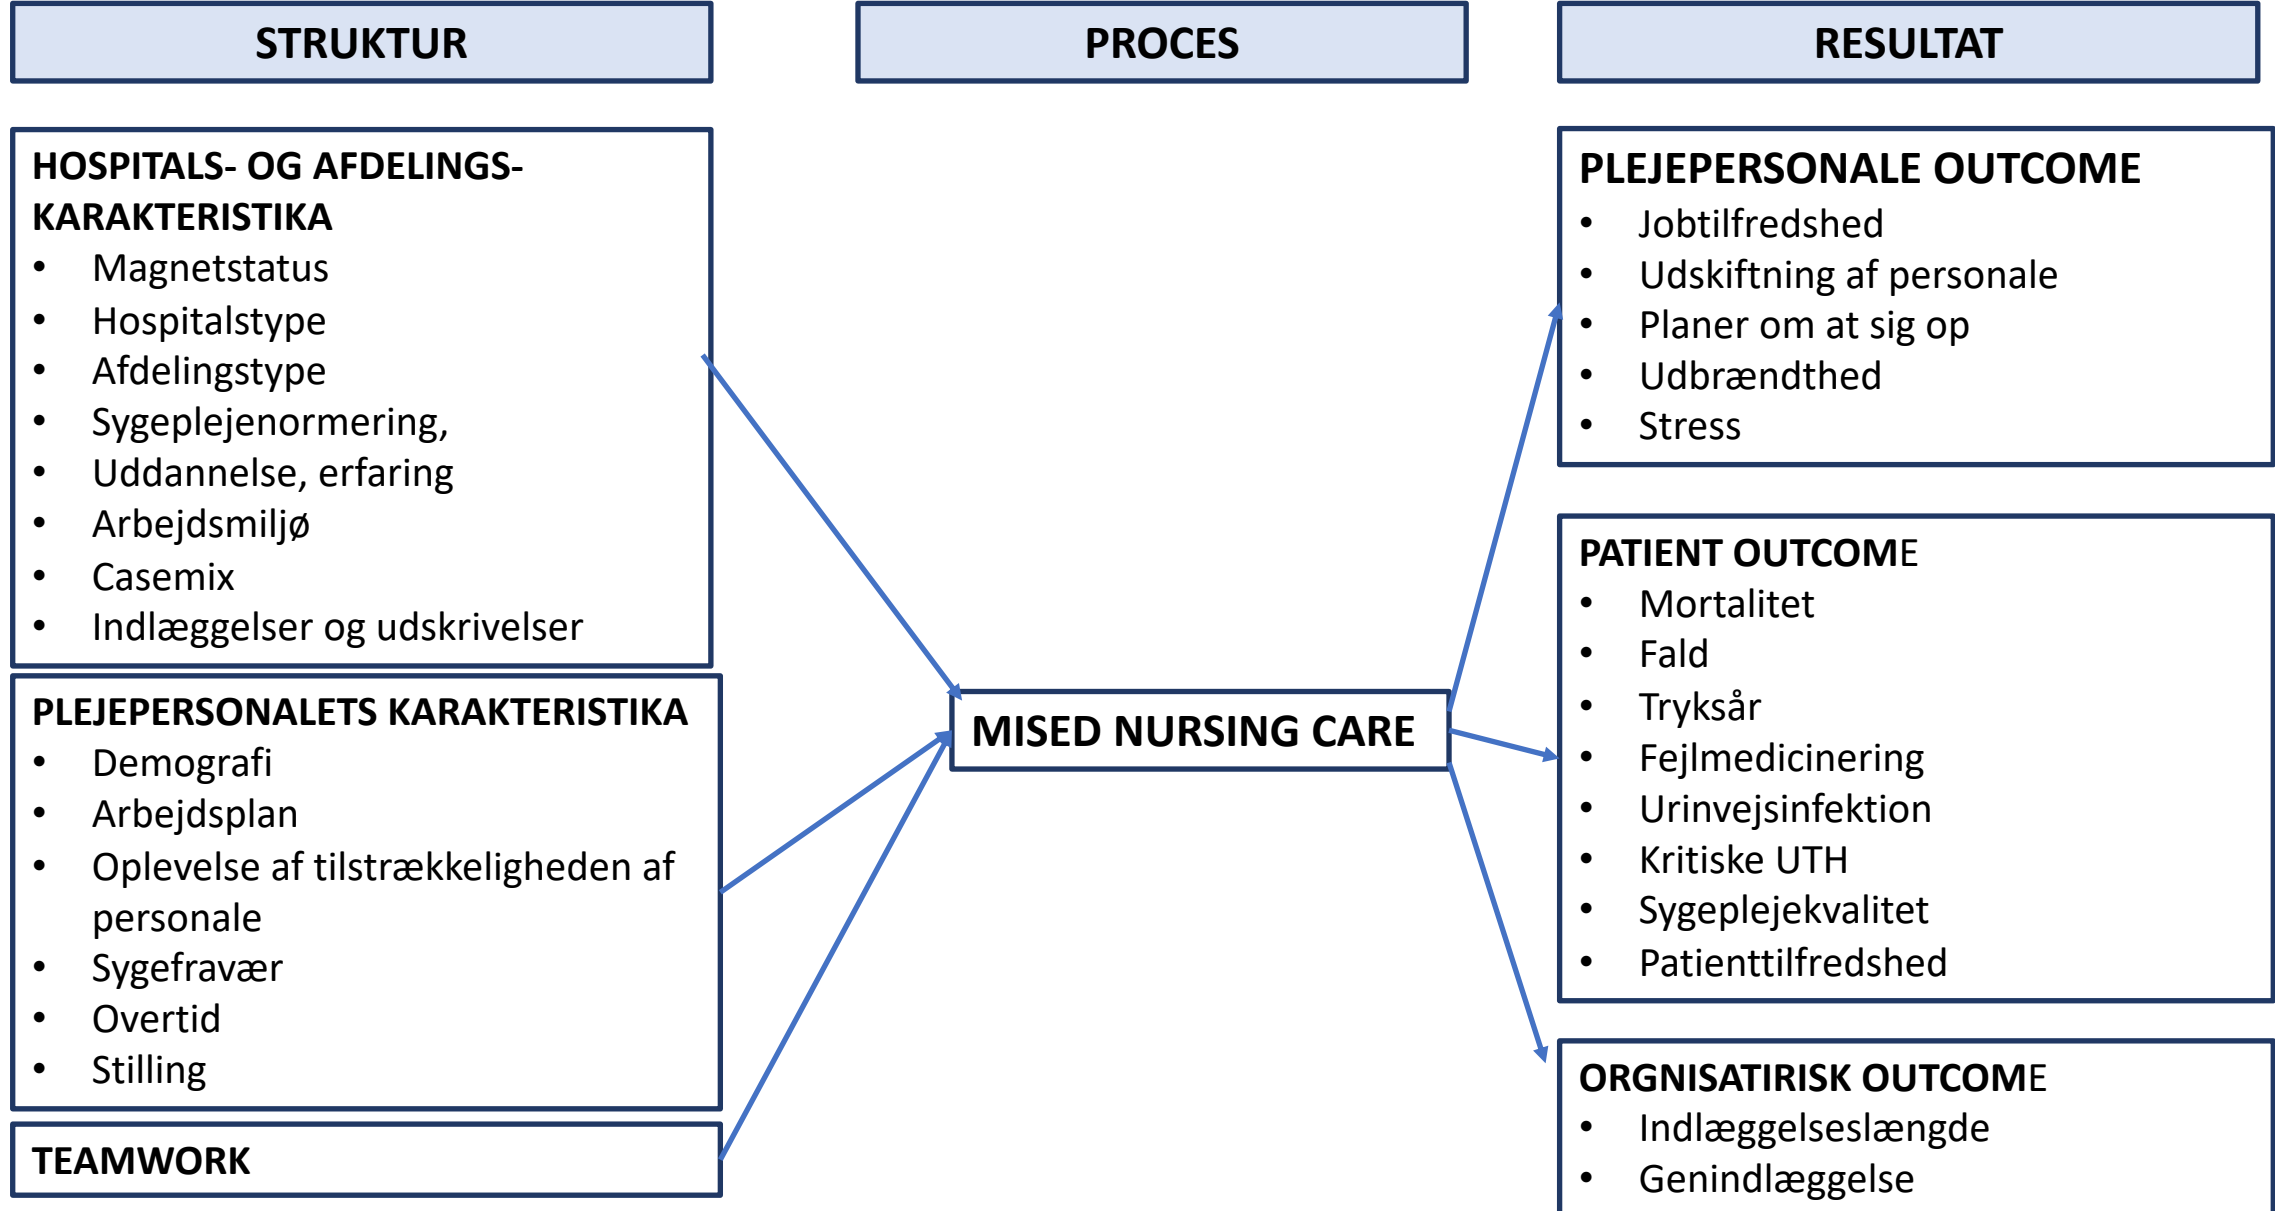 STRUKTUR
PROCES
RESULTAT
HOSPITALS- OG AFDELINGS-
KARAKTERISTIKA
• Magnetstatus
• Hospitalstype
• Afdelingstype
• Sygeplejenormering,
• Uddannelse, erfaring
• Arbejdsmiljø
• Casemix
• Indlæggelser og udskrivelser
PLEJEPERSONALETS KARAKTERISTIKA
• Demografi
• Arbejdsplan
• Oplevelse af tilstrækkeligheden af
personale
• Sygefravær
• Overtid
• Stilling
TEAMWORK
MISED NURSING CARE
PLEJEPERSONALE OUTCOME
• Jobtilfredshed
• Udskiftning af personale
• Planer om at sig op
• Udbrændthed
• Stress
PATIENT OUTCOME
• Mortalitet
• Fald
• Tryksår
• Fejlmedicinering
• Urinvejsinfektion
• Kritiske UTH
• Sygeplejekvalitet
• Patienttilfredshed
ORGNISATIRISK OUTCOME
• Indlæggelseslængde
• Genindlæggelse